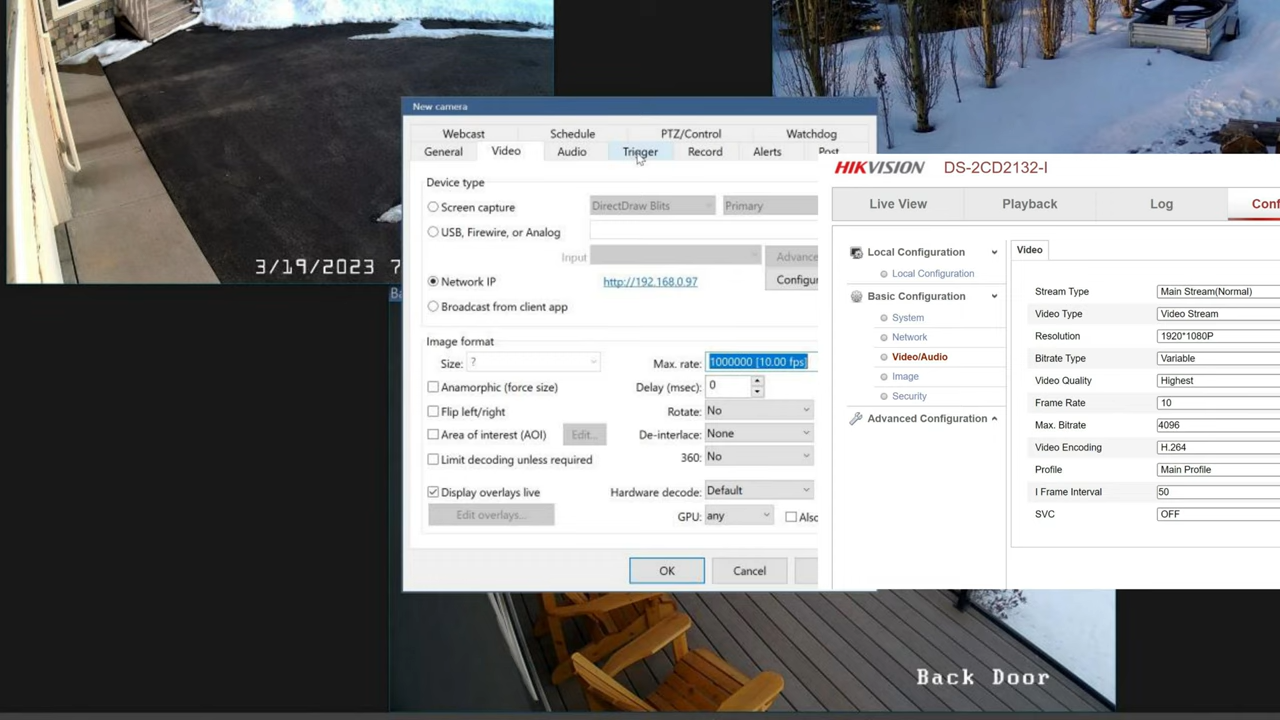 3/19/2023 7
New camera
Webcast Schedule PTZ/Control Watchdog
General Video Audio Trigger Record Alerts Post
Device type
Screen capture DirectDraw Blits Primary
USB, Firewire, or Analog
Input Advance
Network IP http://192.168.0.97 Configur
Broadcast from client app
Image format
Size: ? Max. rate: 1000000 [10.00 fps]
Anamorphic (force size) Delay (msec): 0
Flip left/right Rotate: No
Area of interest (AOI) Edit... De-interlace: None
Limit decoding unless required 360: No
Display overlays live Hardware decode: Default
Edit overlays... GPU: any Also
OK Cancel
HIKVISION DS-2CD2132-I
Live View Playback Log Conf
Local Configuration
Local Configuration
Basic Configuration
System
Network
Video/Audio
Image
Security
Advanced Configuration
Video
Stream Type Main Stream(Normal)
Video Type Video Stream
Resolution 1920*1080P
Bitrate Type Variable
Video Quality Highest
Frame Rate 10
Max. Bitrate 4096
Video Encoding H.264
Profile Main Profile
I Frame Interval 50
SVC OFF
Back Door